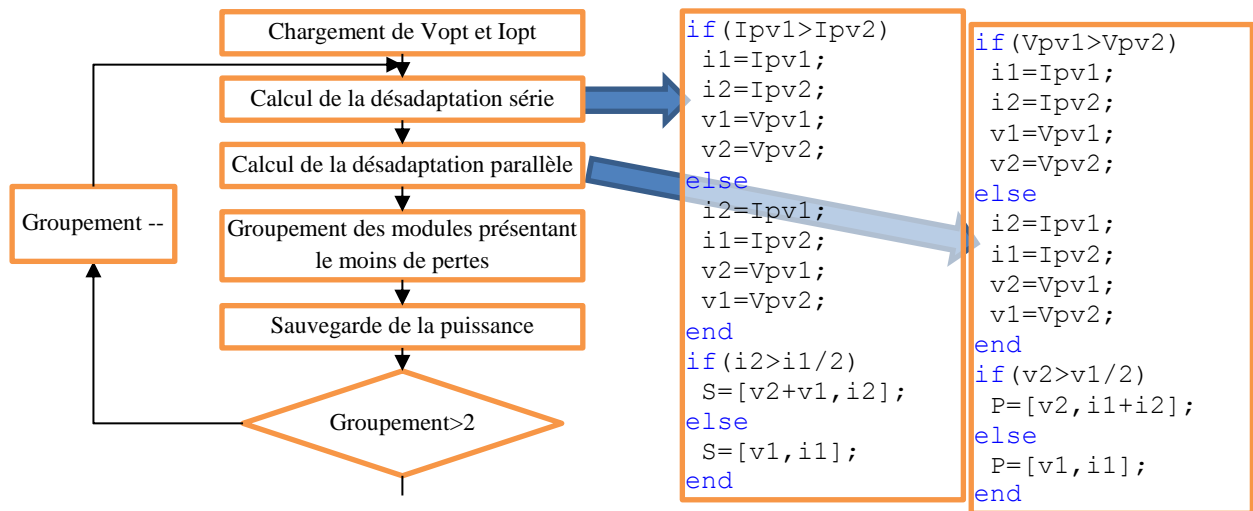 Chargement de Vopt et Iopt
Calcul de la désadaptation série
Calcul de la désadaptation parallèle
Groupement --
Groupement des modules présentant
le moins de pertes
Sauvegarde de la puissance
Groupement>2
if(Ipv1>Ipv2)
i1=Ipv1;
i2=Ipv2;
v1=Vpv1;
v2=Vpv2;
else
i2=Ipv1;
i1=Ipv2;
v2=Vpv1;
v1=Vpv2;
end
if(i2>i1/2)
S=[v2+v1,i2];
else
S=[v1,i1];
end
if(Vpv1>Vpv2)
i1=Ipv1;
i2=Ipv2;
v1=Vpv1;
v2=Vpv2;
else
i2=Ipv1;
i1=Ipv2;
v2=Vpv1;
v1=Vpv2;
end
if(v2>v1/2)
P=[v2,i1+i2];
else
P=[v1,i1];
end